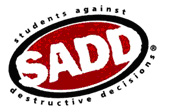 students against
SADD
destructive decisions®